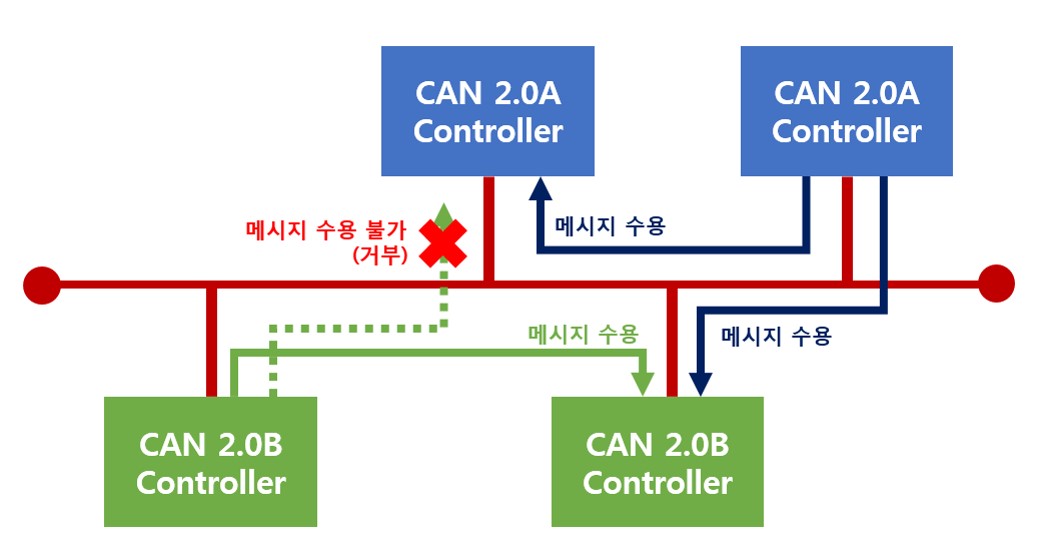 CAN 2.0A
Controller
CAN 2.0A
Controller
메시지 수용 불가
(거부)
메시지 수용
메시지 수용
메시지 수용
CAN 2.0B
Controller
CAN 2.0B
Controller